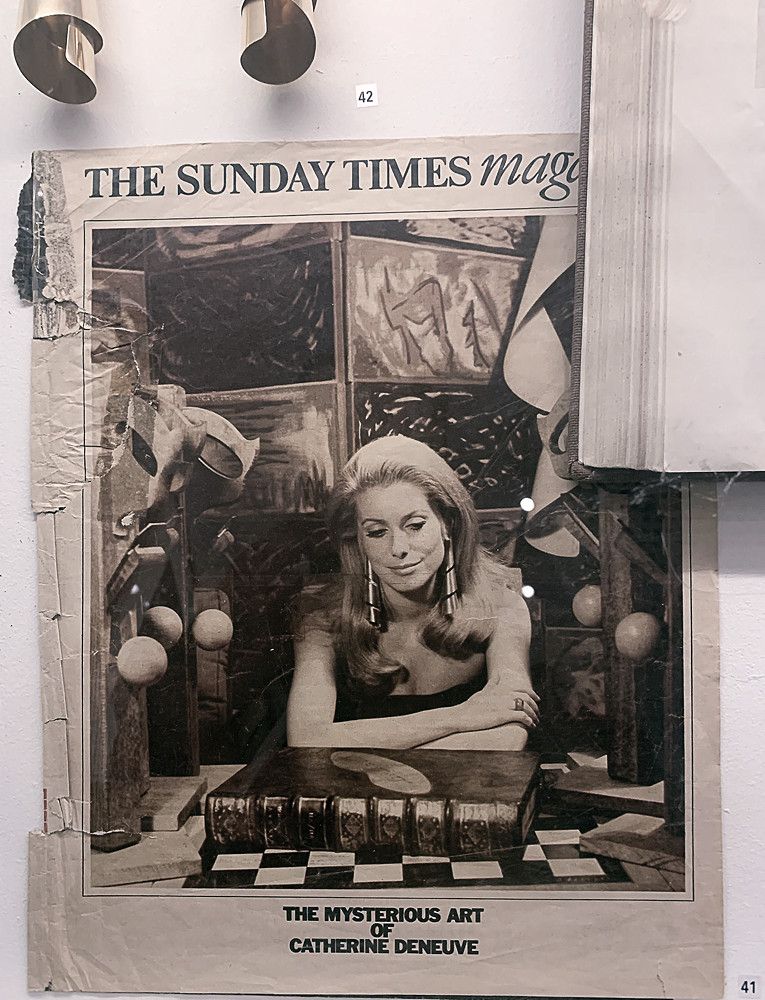 42
THE SUNDAY TIMES mag
THE MYSTERIOUS ART
OF
CATHERINE DENEUVE
41